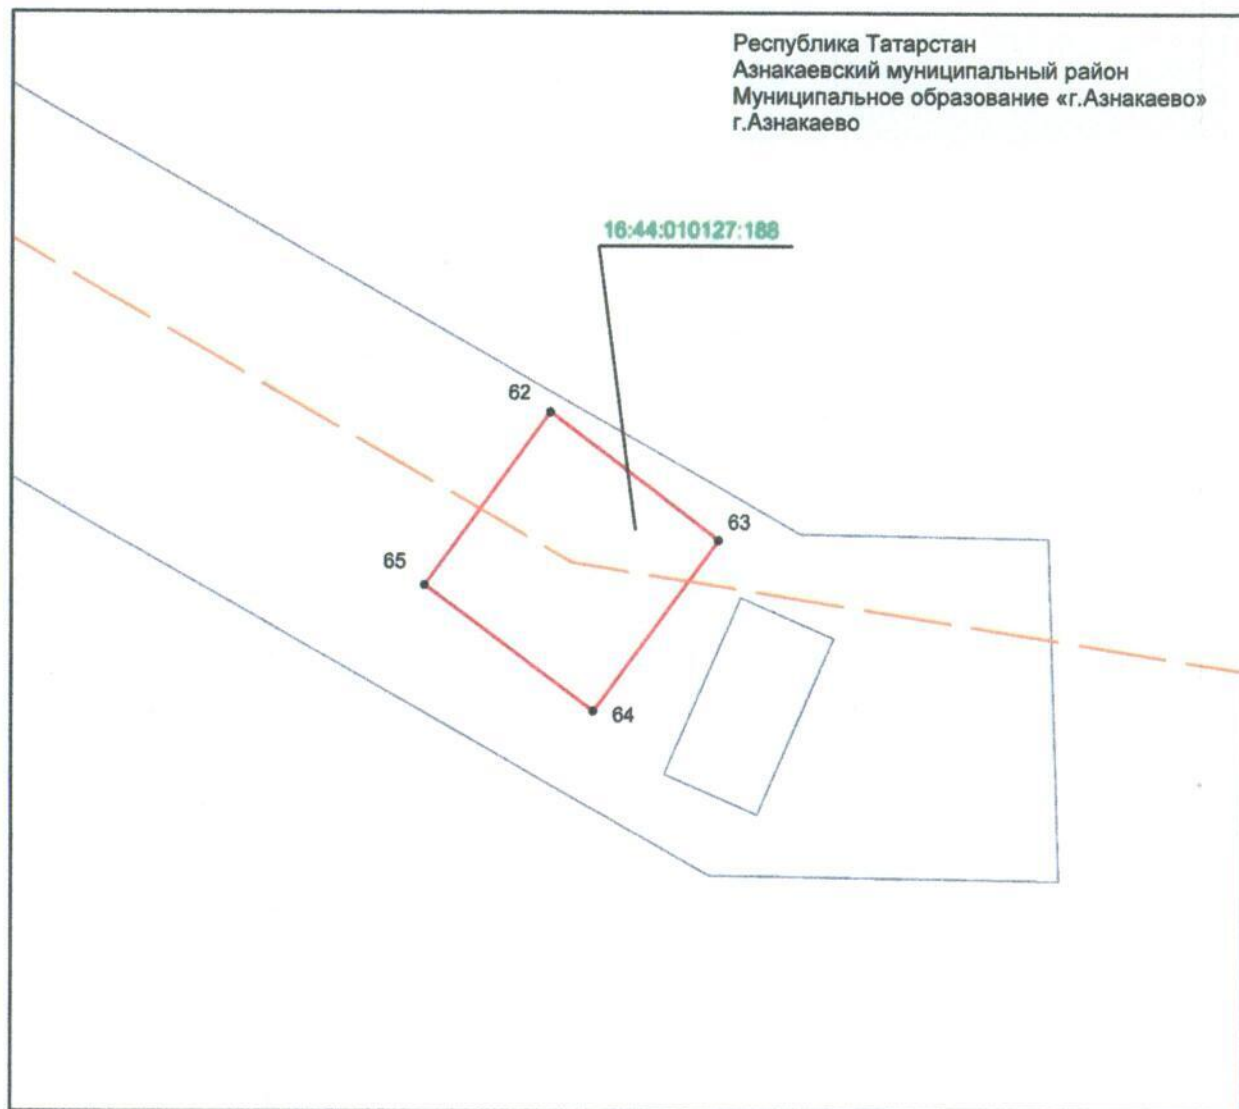 Республика Татарстан
Азнакаевский муниципальный район
Муниципальное образование «г.Азнакаево»
г.Азнакаево
16:44:010127:188
62
63
65
64